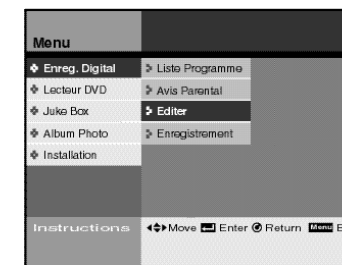 Menu
Enreg. Digital
Liste Programme
Lecteur DVD
Avis Parental
Juke Box
Editer
Album Photo
Enregistrement
Installation
Instructions
Move Enter Return Menu E